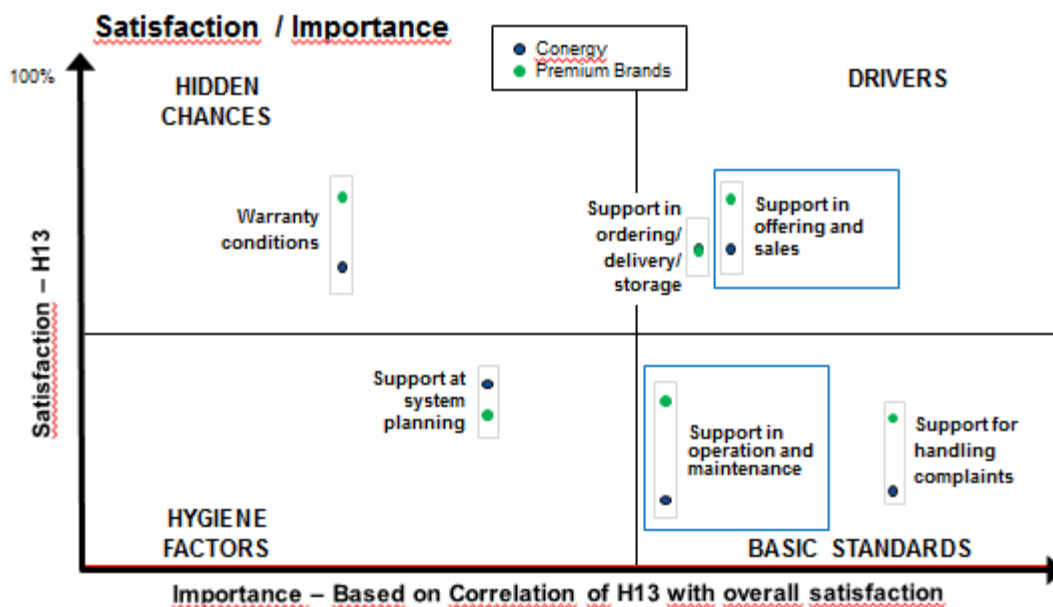 Satisfaction / Importance
Conergy
Premium Brands
100%
HIDDEN
CHANCES
DRIVERS
Warranty
conditions
Support in
ordering/
delivery/
storage
Support in
offering and
sales
Satisfaction – H13
Support at
system
planning
Support in
operation and
maintenance
Support for
handling
complaints
HYGIENE
FACTORS
BASIC STANDARDS
Importance – Based on Correlation of H13 with overall satisfaction